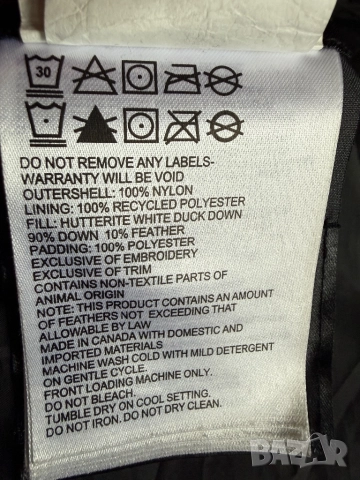 30
DO NOT REMOVE ANY LABELS-
WARRANTY WILL BE VOID
OUTERSHELL: 100% NYLON
LINING: 100% RECYCLED POLYESTER
FILL: HUTTERITE WHITE DUCK DOWN
90% DOWN 10% FEATHER
PADDING: 100% POLYESTER
EXCLUSIVE OF EMBROIDERY
EXCLUSIVE OF TRIM
CONTAINS NON-TEXTILE PARTS OF
ANIMAL ORIGIN
NOTE: THIS PRODUCT CONTAINS AN AMOUNT
OF FEATHERS NOT EXCEEDING THAT
ALLOWABLE BY LAW
MADE IN CANADA WITH DOMESTIC AND
IMPORTED MATERIALS
MACHINE WASH COLD WITH MILD DETERGENT
ON GENTLE CYCLE.
FRONT LOADING MACHINE ONLY.
DO NOT BLEACH.
TUMBLE DRY ON COOL SETTING.
DO NOT IRON. DO NOT DRY CLEAN.
BAZAR